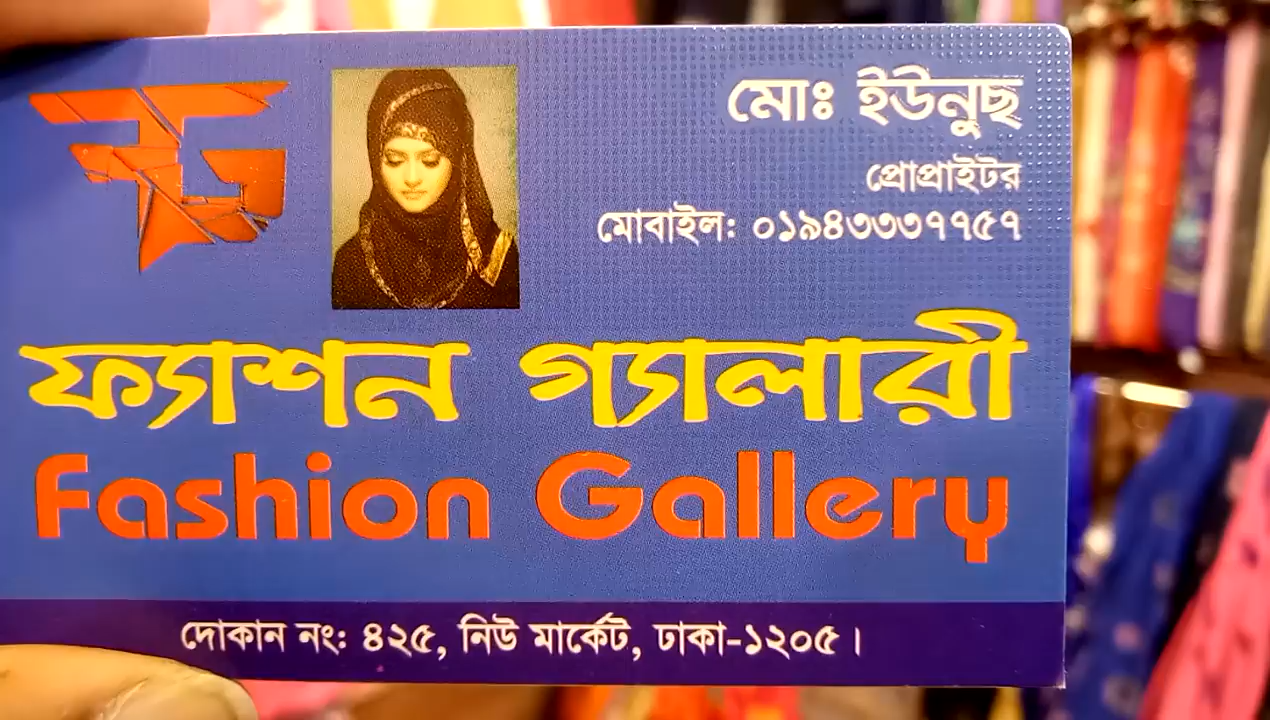 মোঃ ইউনুছ
প্রোপ্রাইটর
মোবাইল: ০১৯৪৩৩৩৭৭৫৭
ফ্যাশন গ্যালারী
Fashion Gallery
দোকান নং: ৪২৫, নিউ মার্কেট, ঢাকা-১২০৫।